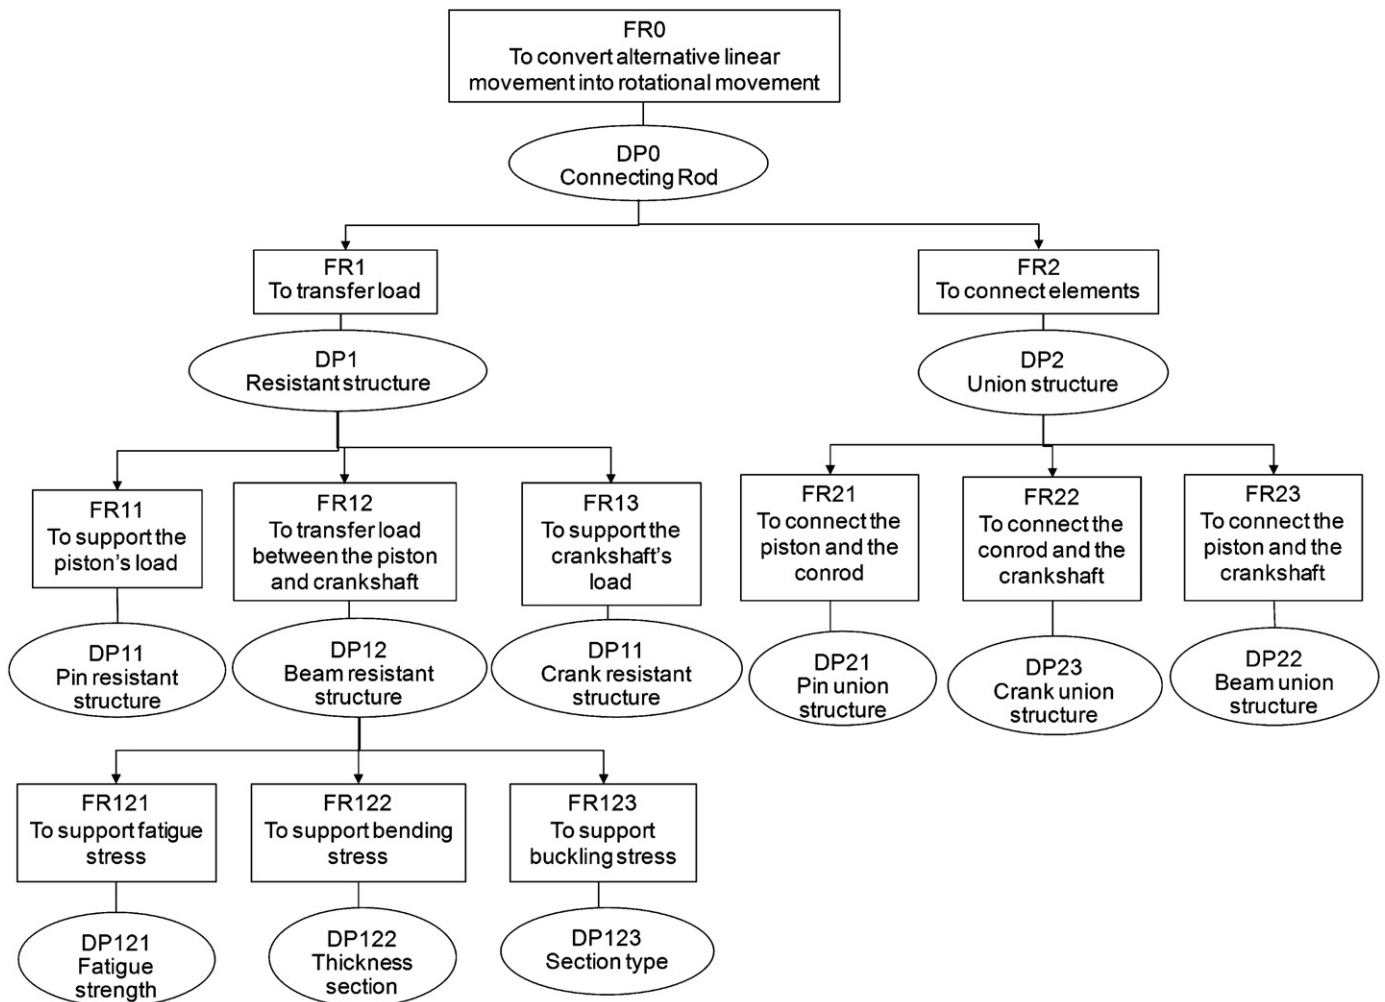 FR0
To convert alternative linear
movement into rotational movement
DP0
Connecting Rod
FR1
To transfer load
FR2
To connect elements
DP1
Resistant structure
DP2
Union structure
FR11
To support the
piston's load
FR12
To transfer load
between the piston
and crankshaft
FR13
To support the
crankshaft's
load
FR21
To connect the
piston and the
conrod
FR22
To connect the
conrod and the
crankshaft
FR23
To connect the
piston and the
crankshaft
DP11
Pin resistant
structure
DP12
Beam resistant
structure
DP11
Crank resistant
structure
DP21
Pin union
structure
DP23
Crank union
structure
DP22
Beam union
structure
FR121
To support fatigue
stress
FR122
To support bending
stress
FR123
To support
buckling stress
DP121
Fatigue
strength
DP122
Thickness
section
DP123
Section type